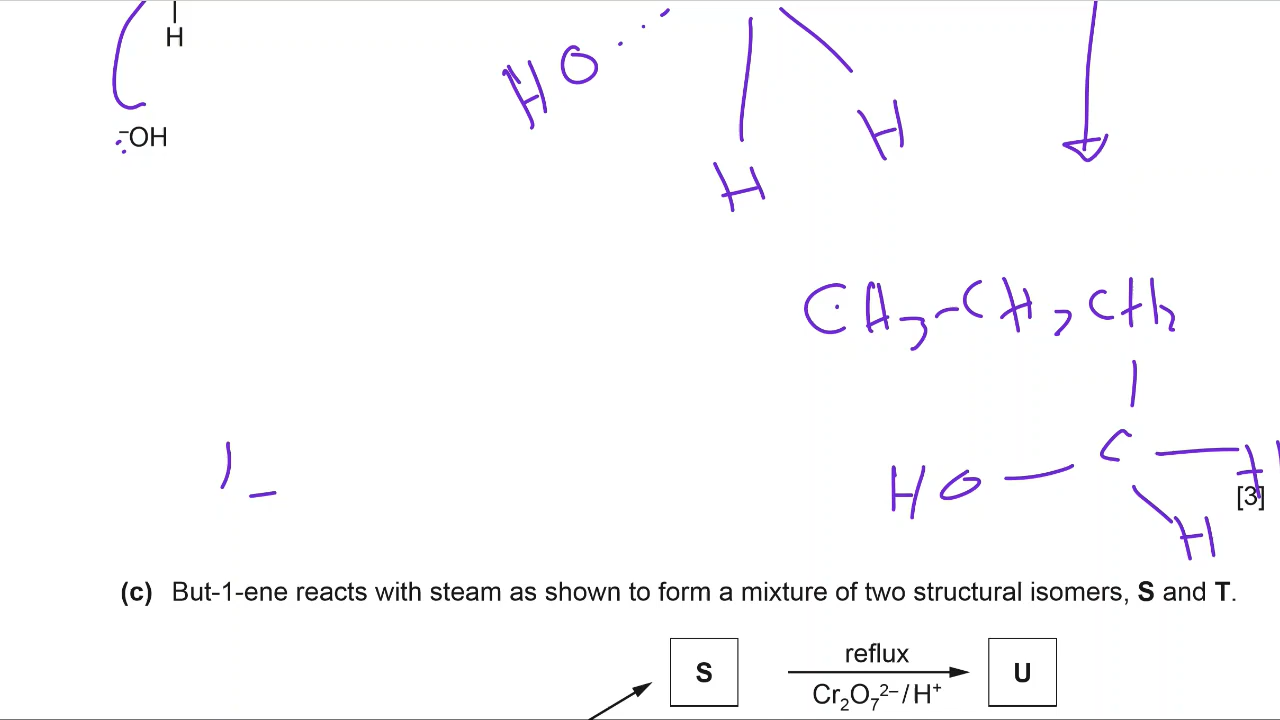 H
HO
H
:⁻OH
H
CH3-CH2CH2
1-
HO — C — H
[3]
H
(c) But-1-ene reacts with steam as shown to form a mixture of two structural isomers, S and T.
S reflux U
Cr₂O₇²⁻/H⁺